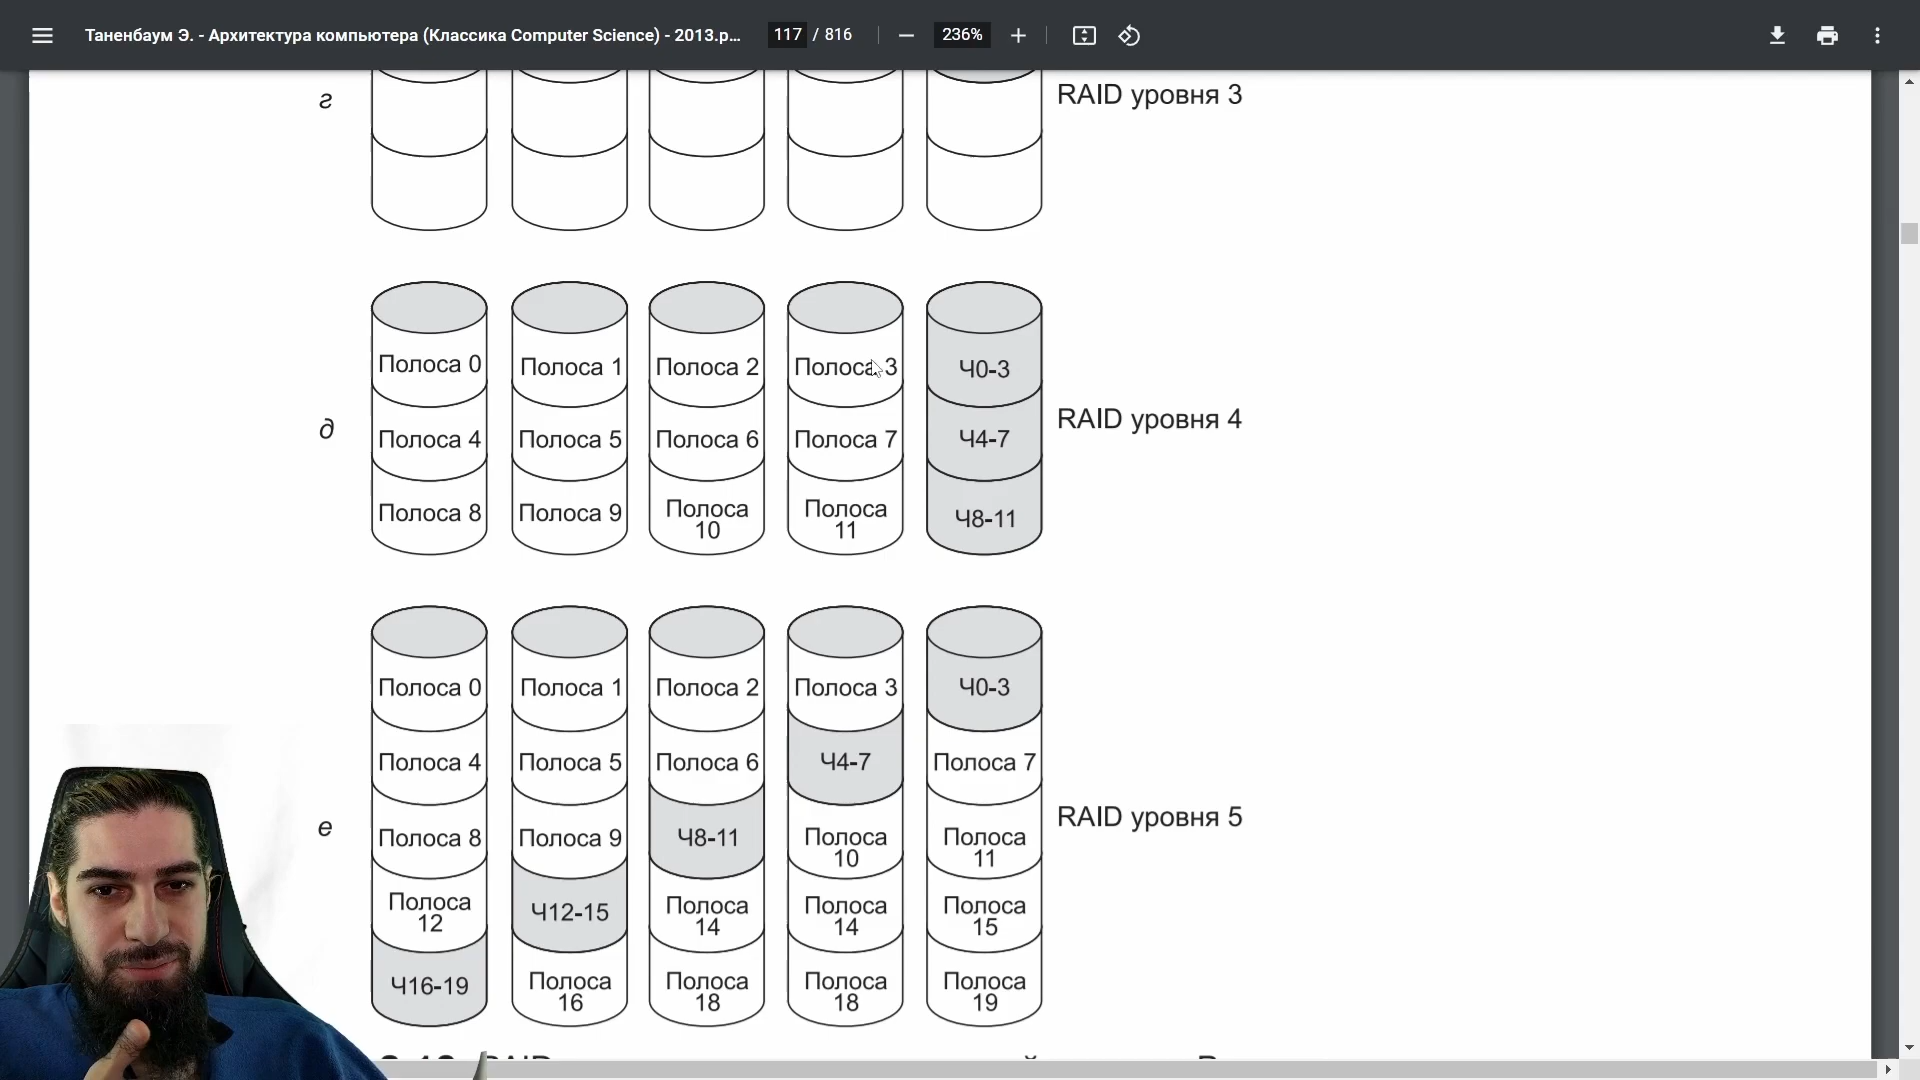 Таненбаум Э. - Архитектура компьютера (Классика Computer Science) - 2013.p... 117 / 816 236%
г RAID уровня 3
Полоса 0 Полоса 1 Полоса 2 Полоса 3 Ч0-3
д Полоса 4 Полоса 5 Полоса 6 Полоса 7 Ч4-7 RAID уровня 4
Полоса 8 Полоса 9 Полоса 10 Полоса 11 Ч8-11
Полоса 0 Полоса 1 Полоса 2 Полоса 3 Ч0-3
Полоса 4 Полоса 5 Полоса 6 Ч4-7 Полоса 7
е Полоса 8 Полоса 9 Ч8-11 Полоса 10 Полоса 11 RAID уровня 5
Полоса 12 Ч12-15 Полоса 14 Полоса 14 Полоса 15
Ч16-19 Полоса 16 Полоса 18 Полоса 18 Полоса 19